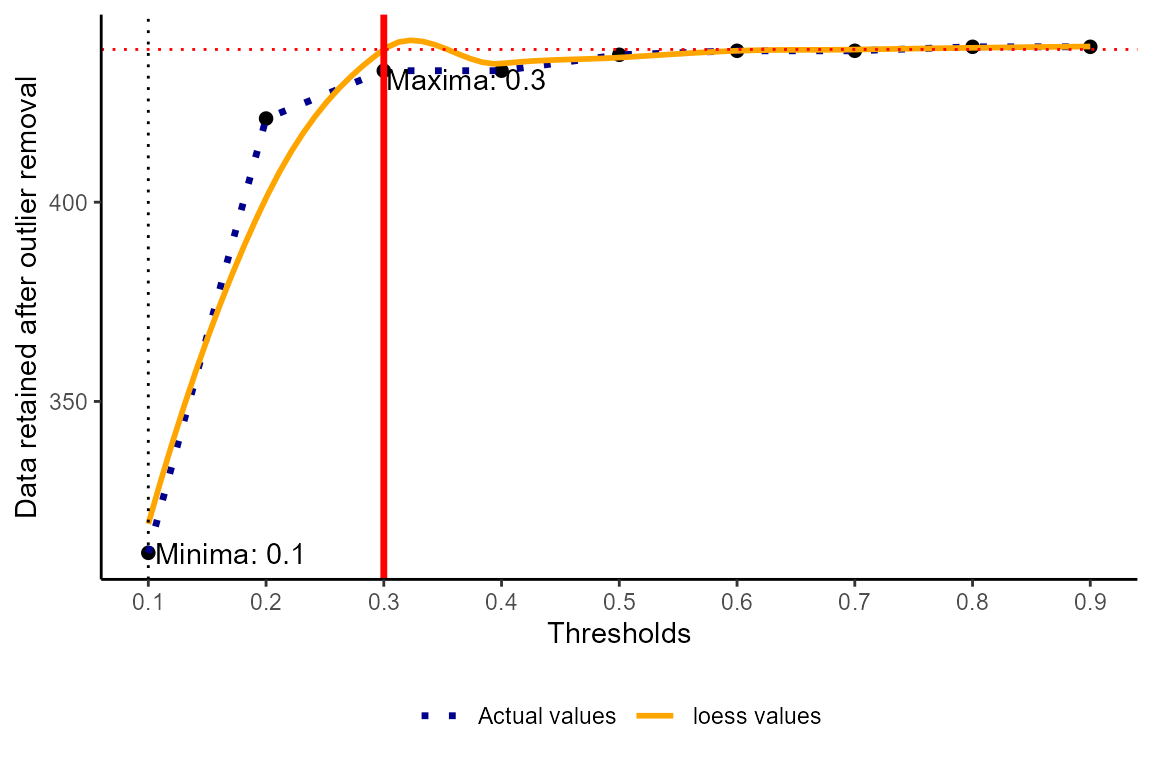 Data retained after outlier removal
400
350
Maxima: 0.3
Minima: 0.1
0.1 0.2 0.3 0.4 0.5 0.6 0.7 0.8 0.9
Thresholds
Actual values loess values